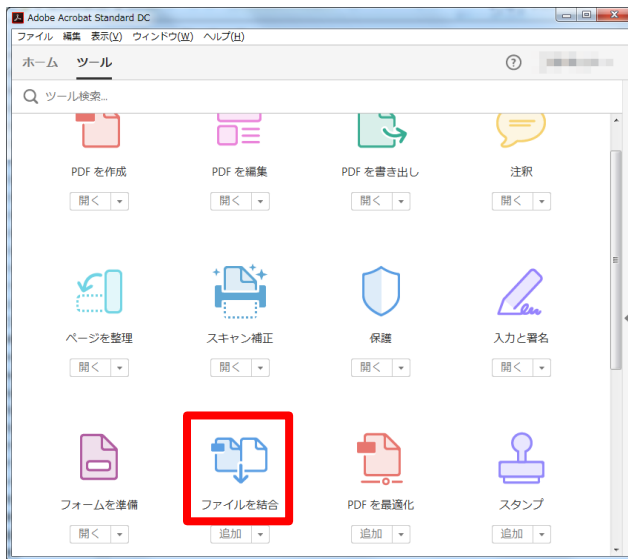 Adobe Acrobat Standard DC
ファイル 編集 表示(V) ウィンドウ(W) ヘルプ(H)
ホーム ツール
ツール検索...
PDF を作成 PDF を編集 PDF を書き出し 注釈
開く 開く 開く 開く
ページを整理 スキャン補正 保護 入力と署名
開く 開く 開く 開く
フォームを準備 ファイルを結合 PDF を最適化 スタンプ
開く 追加 追加 追加